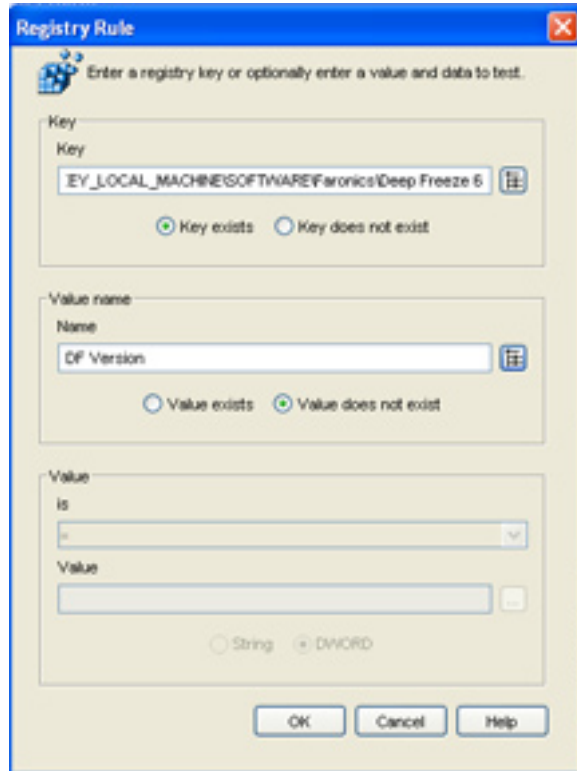 Registry Rule
Enter a registry key or optionally enter a value and data to test.
Key
Key
EY_LOCAL_MACHINE\SOFTWARE\Faronics\Deep Freeze 6
Key exists Key does not exist
Value name
Name
DF Version
Value exists Value does not exist
Value
is
=
Value
...
String DWORD
OK Cancel Help